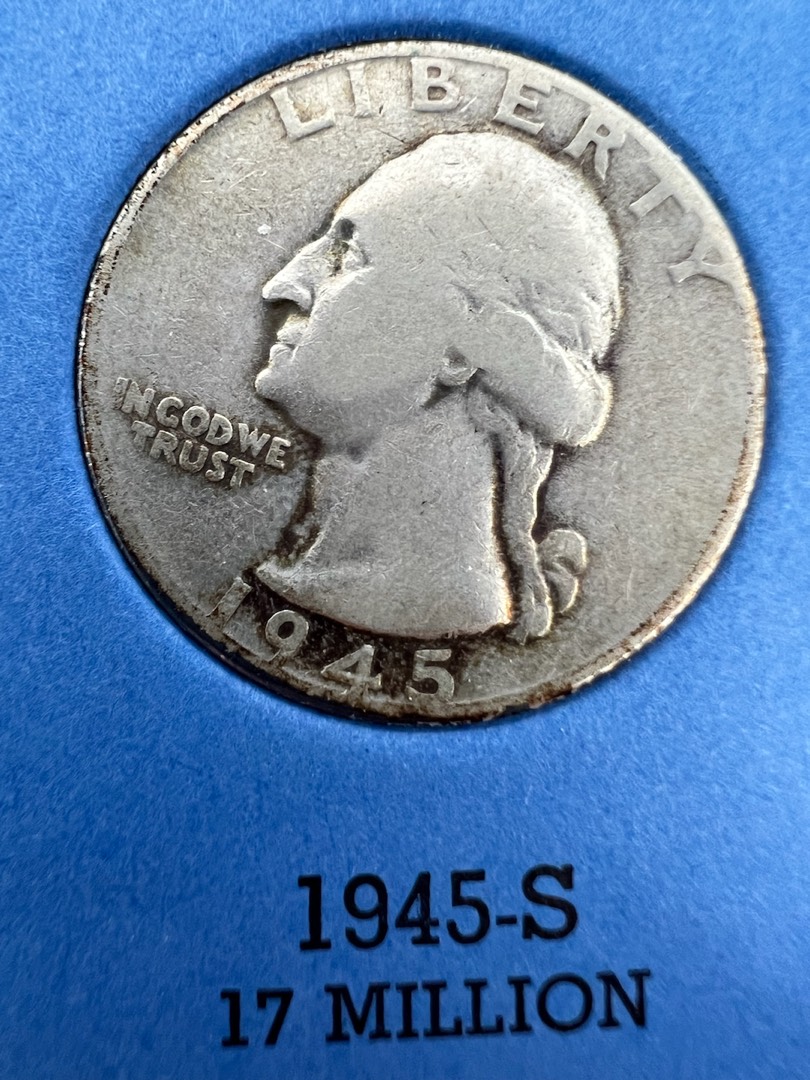 LIBERTY
IN GOD WE
TRUST
1945
1945-S
17 MILLION